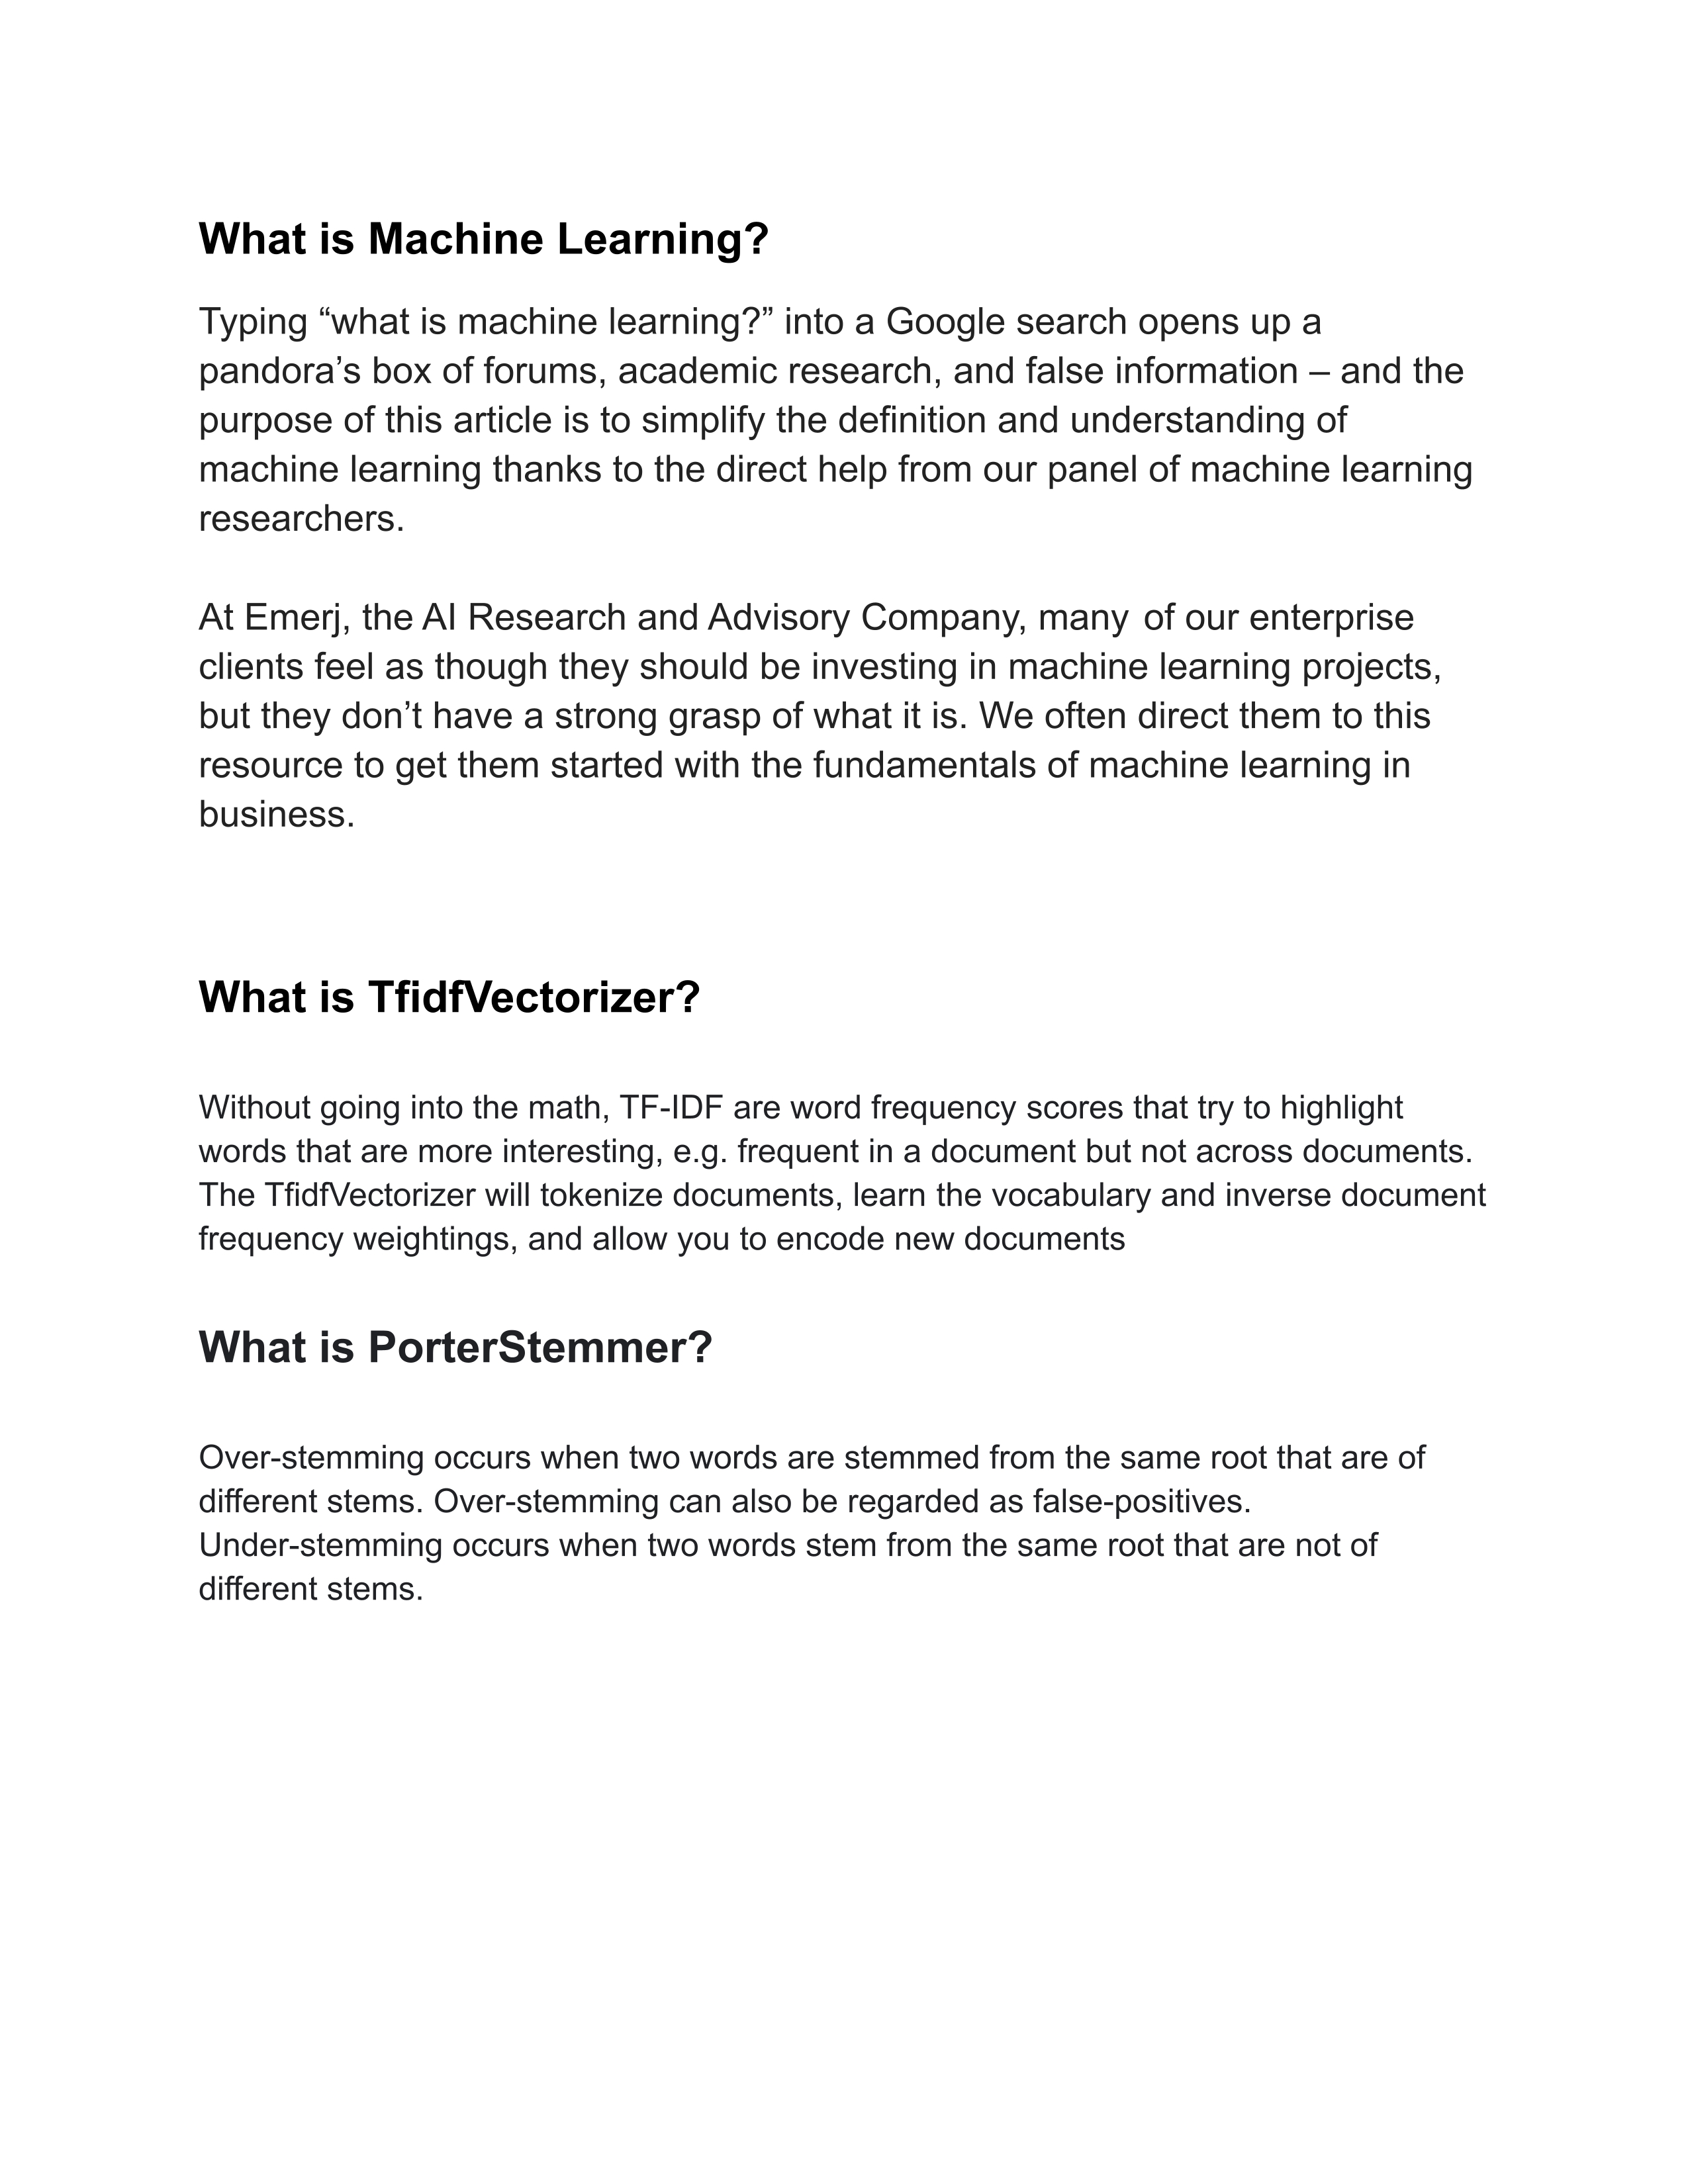 What is Machine Learning?
Typing “what is machine learning?” into a Google search opens up a
pandora’s box of forums, academic research, and false information – and the
purpose of this article is to simplify the definition and understanding of
machine learning thanks to the direct help from our panel of machine learning
researchers.
At Emerj, the AI Research and Advisory Company, many of our enterprise
clients feel as though they should be investing in machine learning projects,
but they don’t have a strong grasp of what it is. We often direct them to this
resource to get them started with the fundamentals of machine learning in
business.
What is TfidfVectorizer?
Without going into the math, TF-IDF are word frequency scores that try to highlight
words that are more interesting, e.g. frequent in a document but not across documents.
The TfidfVectorizer will tokenize documents, learn the vocabulary and inverse document
frequency weightings, and allow you to encode new documents
What is PorterStemmer?
Over-stemming occurs when two words are stemmed from the same root that are of
different stems. Over-stemming can also be regarded as false-positives.
Under-stemming occurs when two words stem from the same root that are not of
different stems.